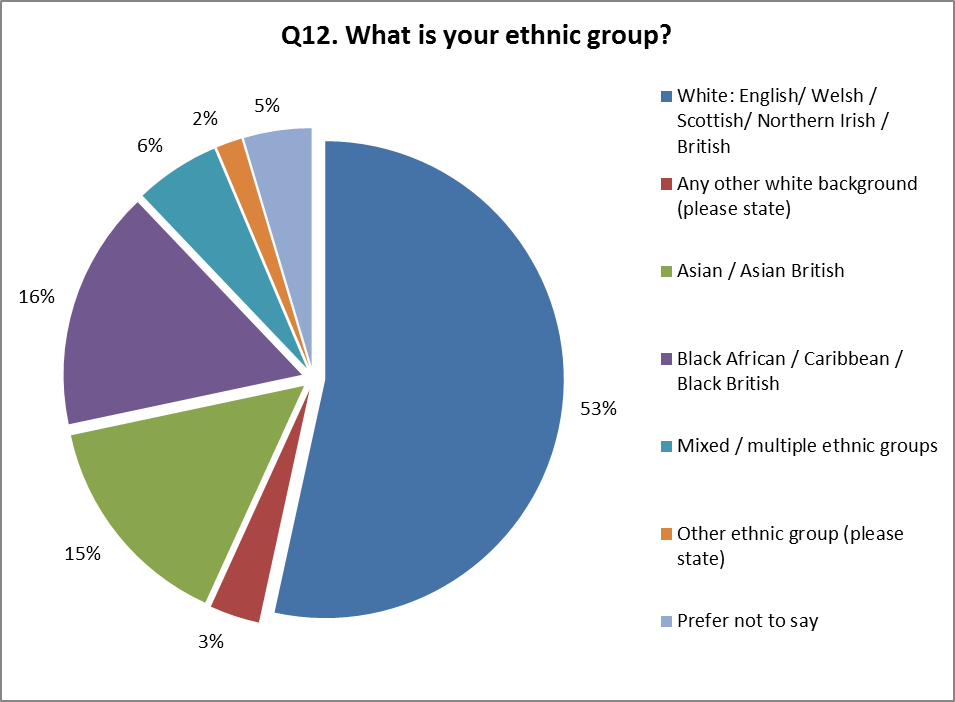 Q12. What is your ethnic group?
5%
2%
6%
16%
15%
3%
53%
White: English/ Welsh /
Scottish/ Northern Irish /
British
Any other white background
(please state)
Asian / Asian British
Black African / Caribbean /
Black British
Mixed / multiple ethnic groups
Other ethnic group (please
state)
Prefer not to say